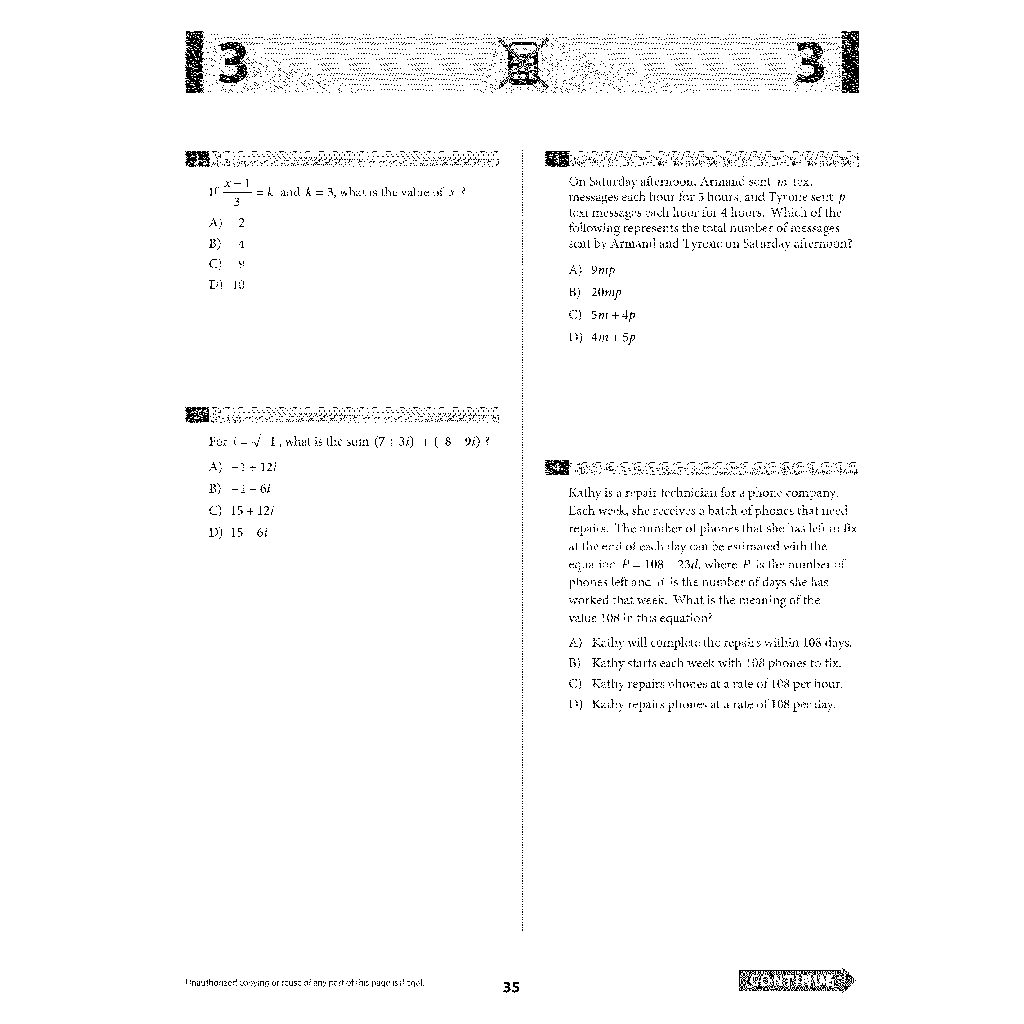 3
3
If x − 1 / 3 = k and k = 3, what is the value of x ?
A) 2
B) 4
C) 9
D) 10
For i = √−1, what is the sum (7 + 3i) + (−8 + 9i) ?
A) −1 + 12i
B) −1 − 6i
C) 15 + 12i
D) 15 − 6i
On Saturday afternoon, Armand sent m text
messages each hour for 5 hours, and Tyrone sent p
text messages each hour for 4 hours. Which of the
following represents the total number of messages
sent by Armand and Tyrone on Saturday afternoon?
A) 9mp
B) 20mp
C) 5m + 4p
D) 4m + 5p
Kathy is a repair technician for a phone company.
Each week, she receives a batch of phones that need
repairs. The number of phones that she has left to fix
at the end of each day can be estimated with the
equation P = 108 − 23d, where P is the number of
phones left and d is the number of days she has
worked that week. What is the meaning of the
value 108 in this equation?
A) Kathy will complete the repairs within 108 days.
B) Kathy starts each week with 108 phones to fix.
C) Kathy repairs phones at a rate of 108 per hour.
D) Kathy repairs phones at a rate of 108 per day.
Unauthorized copying or reuse of any part of this page is illegal.
35
CONTINUE